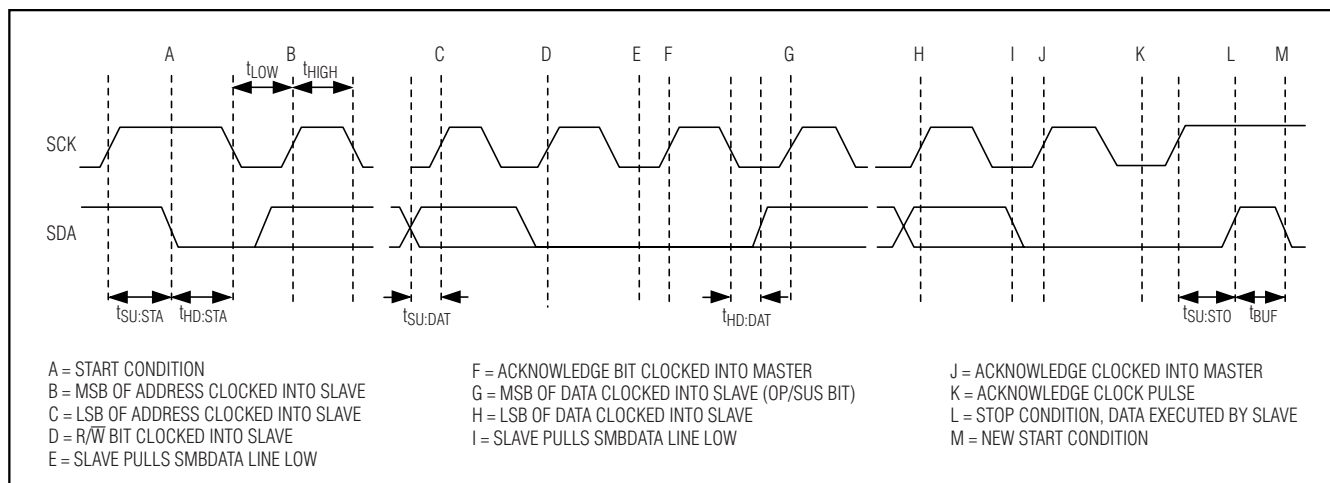 A B C D E F G H I J K L M
tLOW tHIGH
SCK
SDA
tSU:STA tHD:STA tSU:DAT tHD:DAT tSU:STO tBUF
A = START CONDITION
B = MSB OF ADDRESS CLOCKED INTO SLAVE
C = LSB OF ADDRESS CLOCKED INTO SLAVE
D = R/W̅ BIT CLOCKED INTO SLAVE
E = SLAVE PULLS SMBDATA LINE LOW
F = ACKNOWLEDGE BIT CLOCKED INTO MASTER
G = MSB OF DATA CLOCKED INTO SLAVE (OP/SUS BIT)
H = LSB OF DATA CLOCKED INTO SLAVE
I = SLAVE PULLS SMBDATA LINE LOW
J = ACKNOWLEDGE CLOCKED INTO MASTER
K = ACKNOWLEDGE CLOCK PULSE
L = STOP CONDITION, DATA EXECUTED BY SLAVE
M = NEW START CONDITION